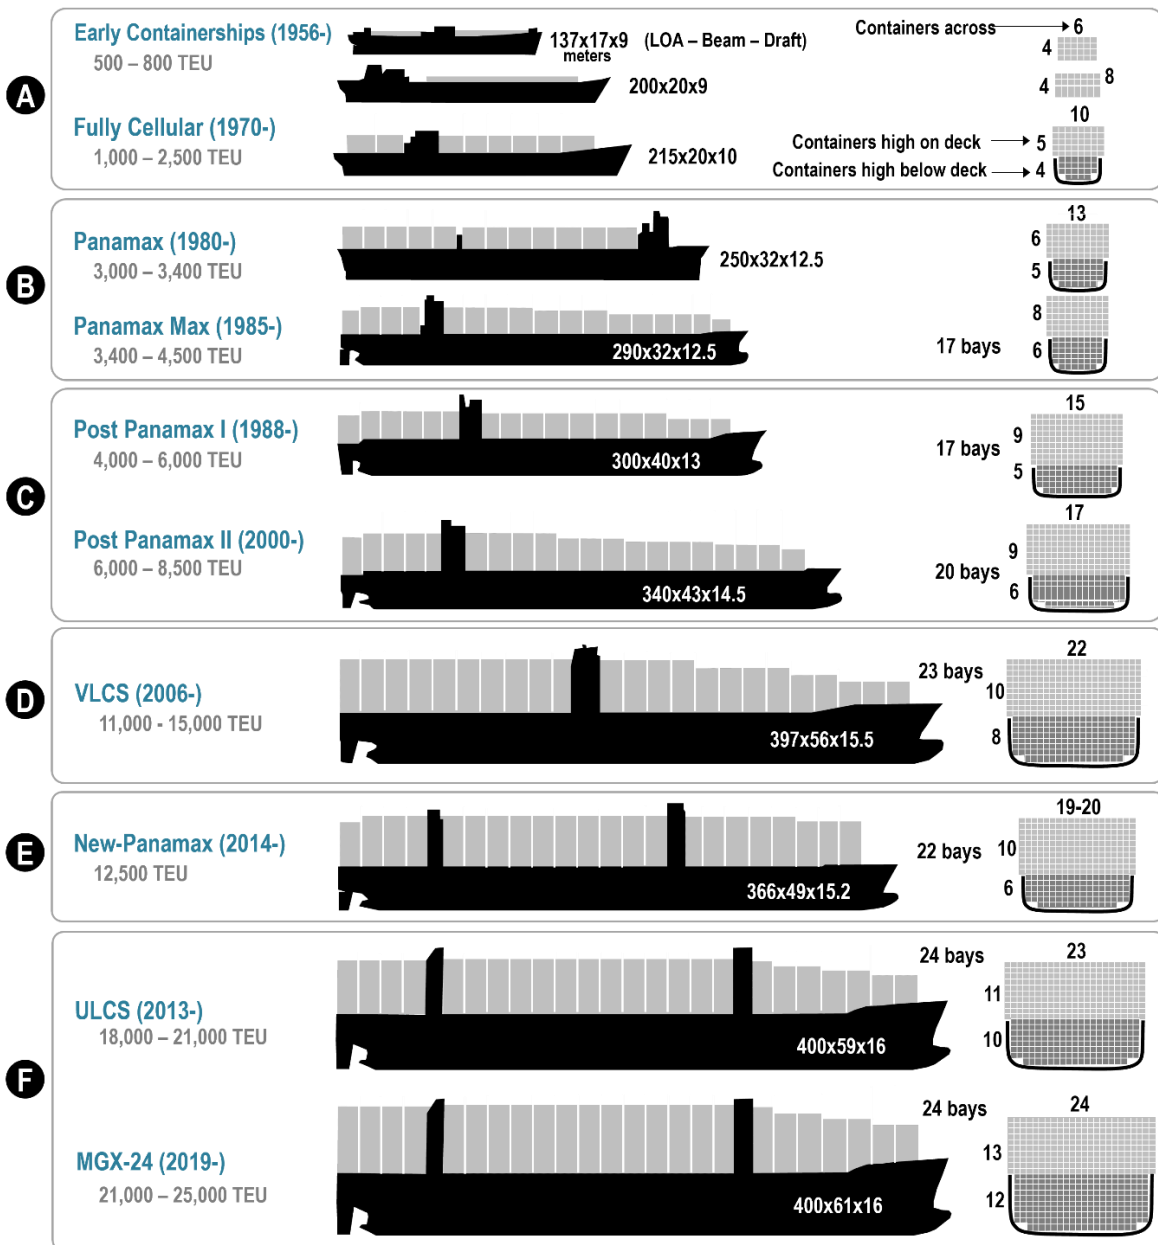 A
Early Containerships (1956-)
500 – 800 TEU
137x17x9 (LOA – Beam – Draft)
meters
Containers across
6
4
200x20x9
4
8
Fully Cellular (1970-)
1,000 – 2,500 TEU
215x20x10
10
Containers high on deck
5
Containers high below deck
4
B
Panamax (1980-)
3,000 – 3,400 TEU
250x32x12.5
13
6
5
Panamax Max (1985-)
3,400 – 4,500 TEU
290x32x12.5
17 bays
8
6
C
Post Panamax I (1988-)
4,000 – 6,000 TEU
300x40x13
17 bays
15
9
5
Post Panamax II (2000-)
6,000 – 8,500 TEU
340x43x14.5
20 bays
17
9
6
D
VLCS (2006-)
11,000 - 15,000 TEU
397x56x15.5
23 bays
22
10
8
E
New-Panamax (2014-)
12,500 TEU
366x49x15.2
22 bays
19-20
10
6
F
ULCS (2013-)
18,000 – 21,000 TEU
400x59x16
24 bays
23
11
10
MGX-24 (2019-)
21,000 – 25,000 TEU
400x61x16
24 bays
24
13
12